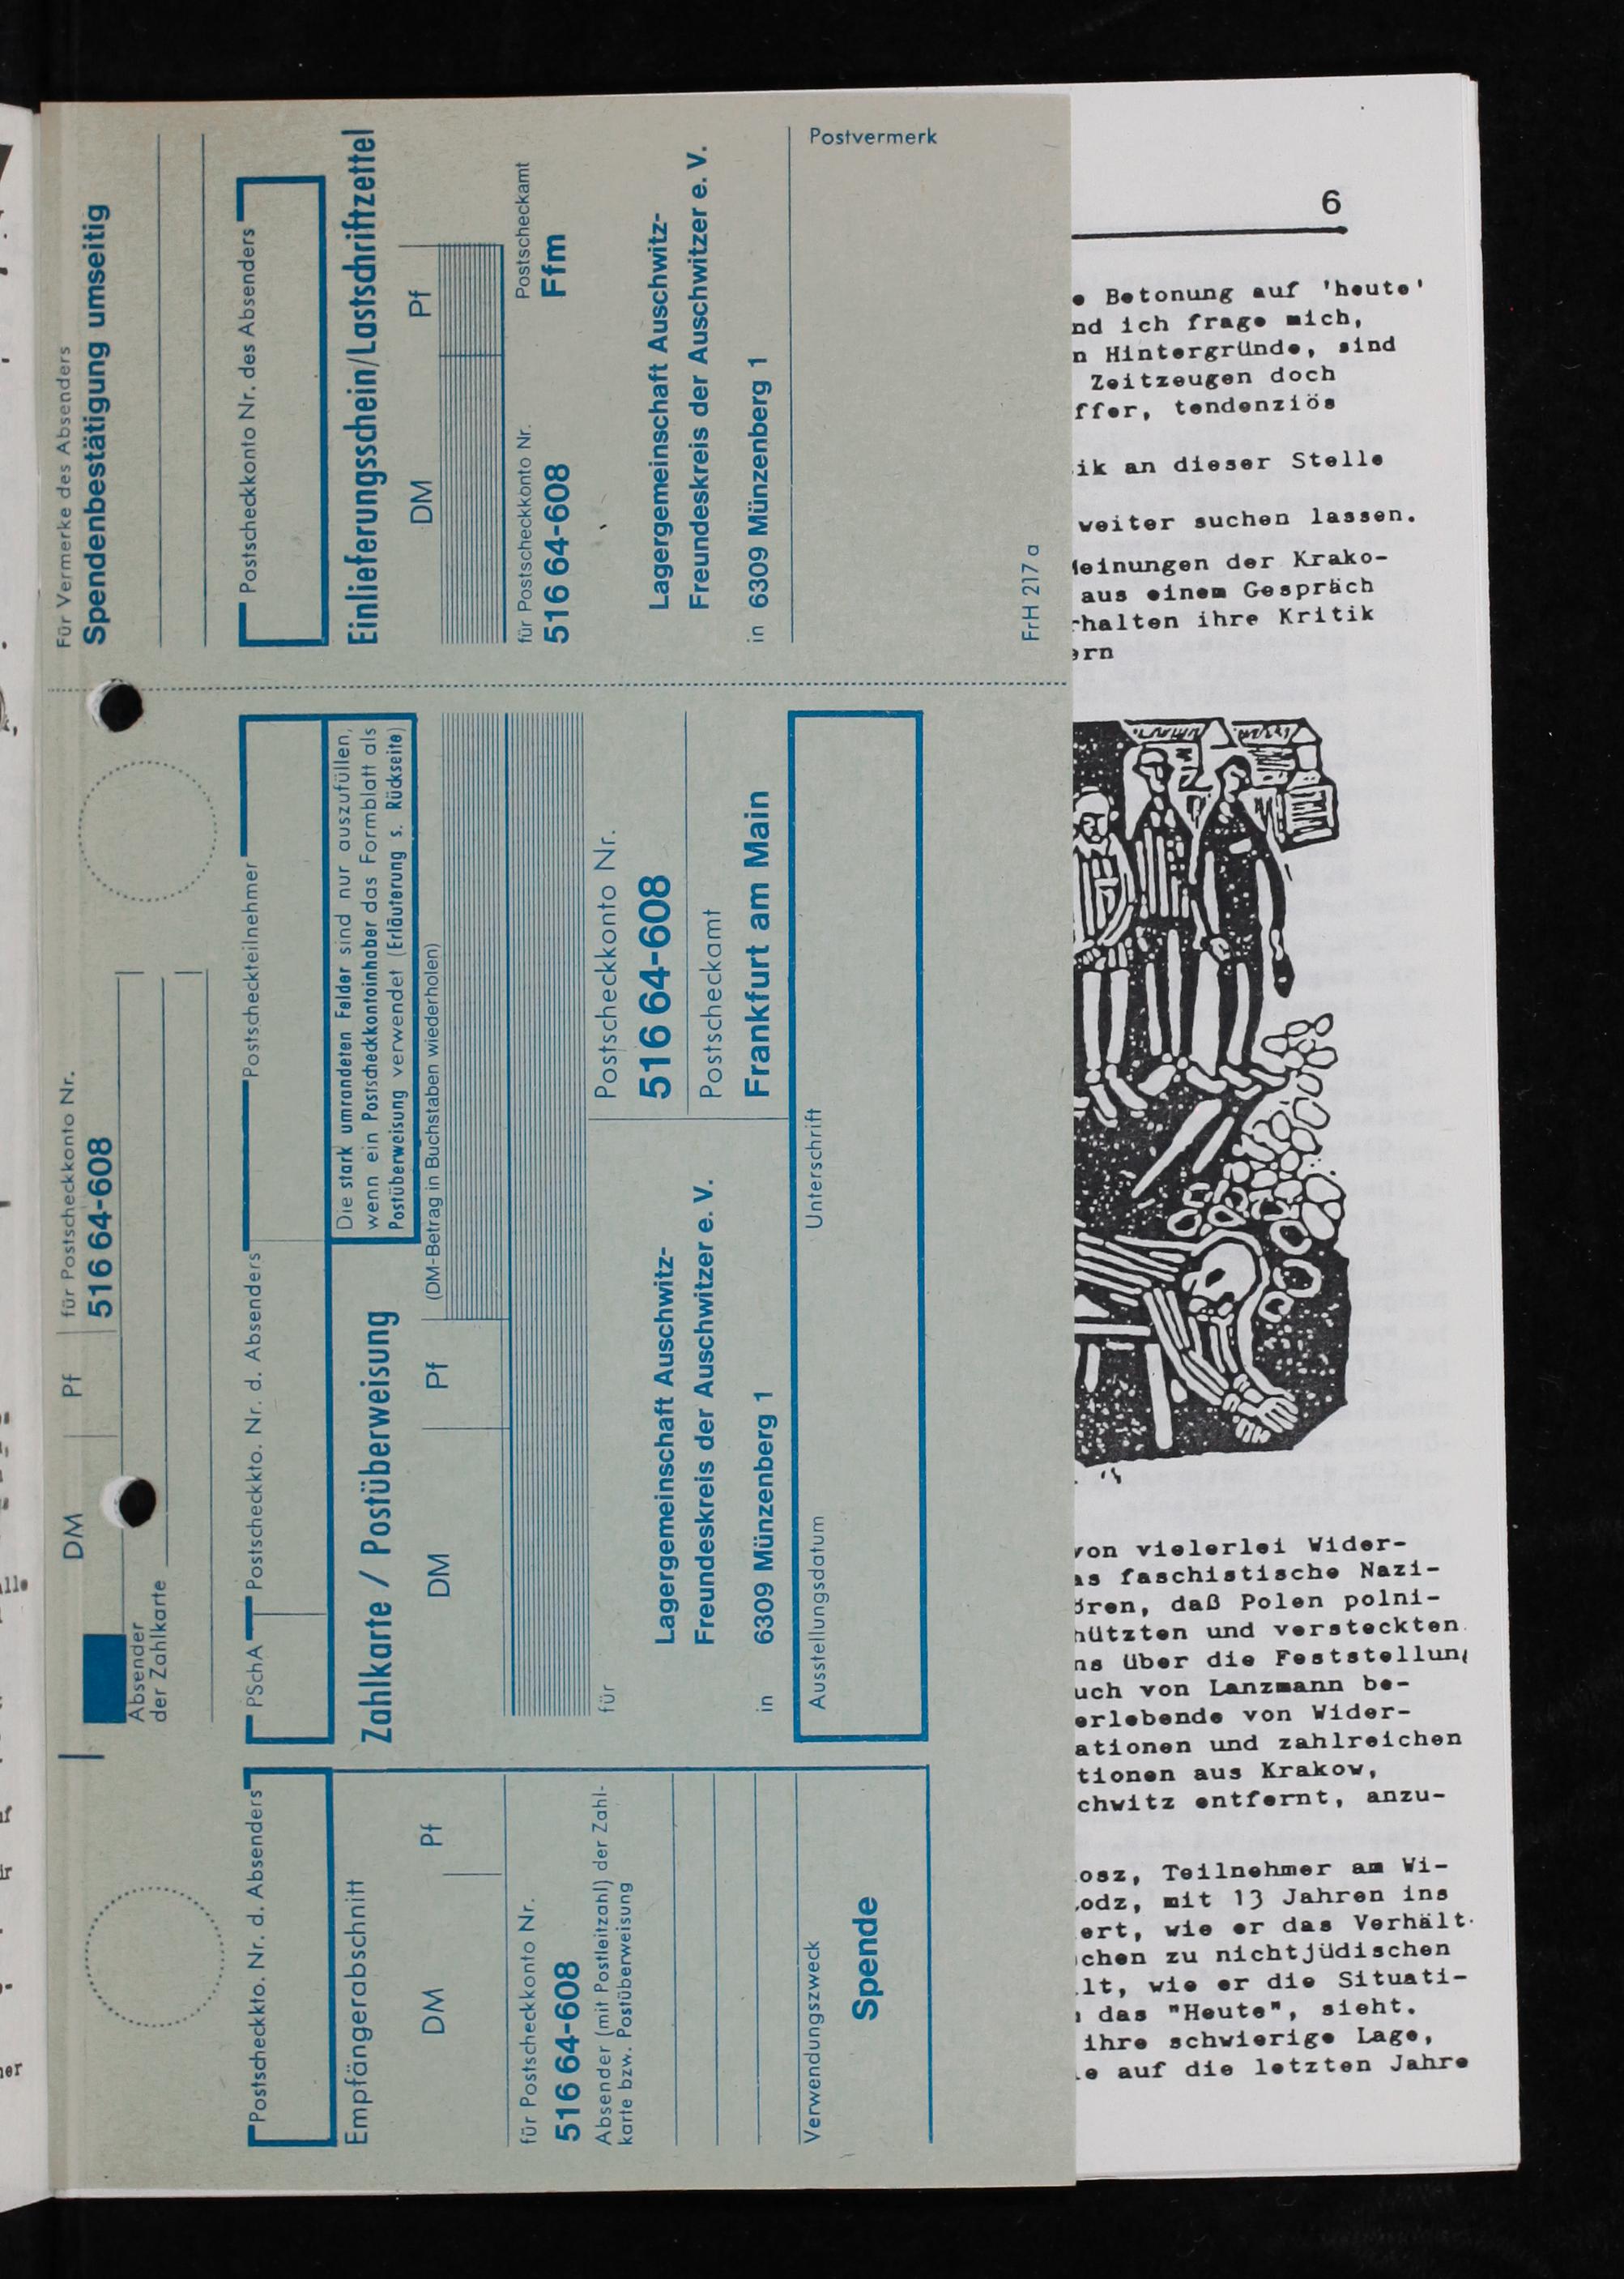 Für Vermerke des Absenders
Spendenbestätigung umseitig
Postscheckkonto Nr. des Absenders
Einlieferungsschein/Lastschriftzettel
DM
Pf
für Postscheckkonto Nr.
Postscheckamt
516 64-608
Ffm
Lagergemeinschaft Auschwitz-
Freundeskreis der Auschwitzer e. V.
in 6309 Münzenberg 1
Postvermerk
FrH 217 a
DM
Pf
für Postscheckkonto Nr.
516 64-608
Absender
der Zahlkarte
PSchA
Postscheckkto. Nr. d. Absenders
Postscheckteilnehmer
Die stark umrandeten Felder sind nur auszufüllen,
wenn ein Postscheckkontoinhaber das Formblatt als
Postüberweisung verwendet (Erläuterung s. Rückseite)
Zahlkarte / Postüberweisung
DM
Pf
(DM-Betrag in Buchstaben wiederholen)
für
Postscheckkonto Nr.
516 64-608
Postscheckamt
Frankfurt am Main
Lagergemeinschaft Auschwitz-
Freundeskreis der Auschwitzer e. V.
in 6309 Münzenberg 1
Ausstellungsdatum
Unterschrift
Postscheckkto. Nr. d. Absenders
Empfängerabschnitt
DM
Pf
für Postscheckkonto Nr.
516 64-608
Absender (mit Postleitzahl) der Zahl-
karte bzw. Postüberweisung
Verwendungszweck
Spende
6
e Betonung auf 'heute'
nd ich frage mich,
n Hintergründe, sind
Zeitzeugen doch
ffer, tendenziös
ik an dieser Stelle
weiter suchen lassen.
Meinungen der Krako-
aus einem Gespräch
rhalten ihre Kritik
ern
von vielerlei Wider-
as faschistische Nazi-
ören, daß Polen polni-
hützten und versteckten
ns über die Feststellung
uch von Lanzmann be-
erlebende von Wider-
ationen und zahlreichen
tionen aus Krakow,
chwitz entfernt, anzu-
osz, Teilnehmer am Wi-
odz, mit 13 Jahren ins
ert, wie er das Verhält-
chen zu nichtjüdischen
lt, wie er die Situati-
das "Heute", sieht.
ihre schwierige Lage,
e auf die letzten Jahre